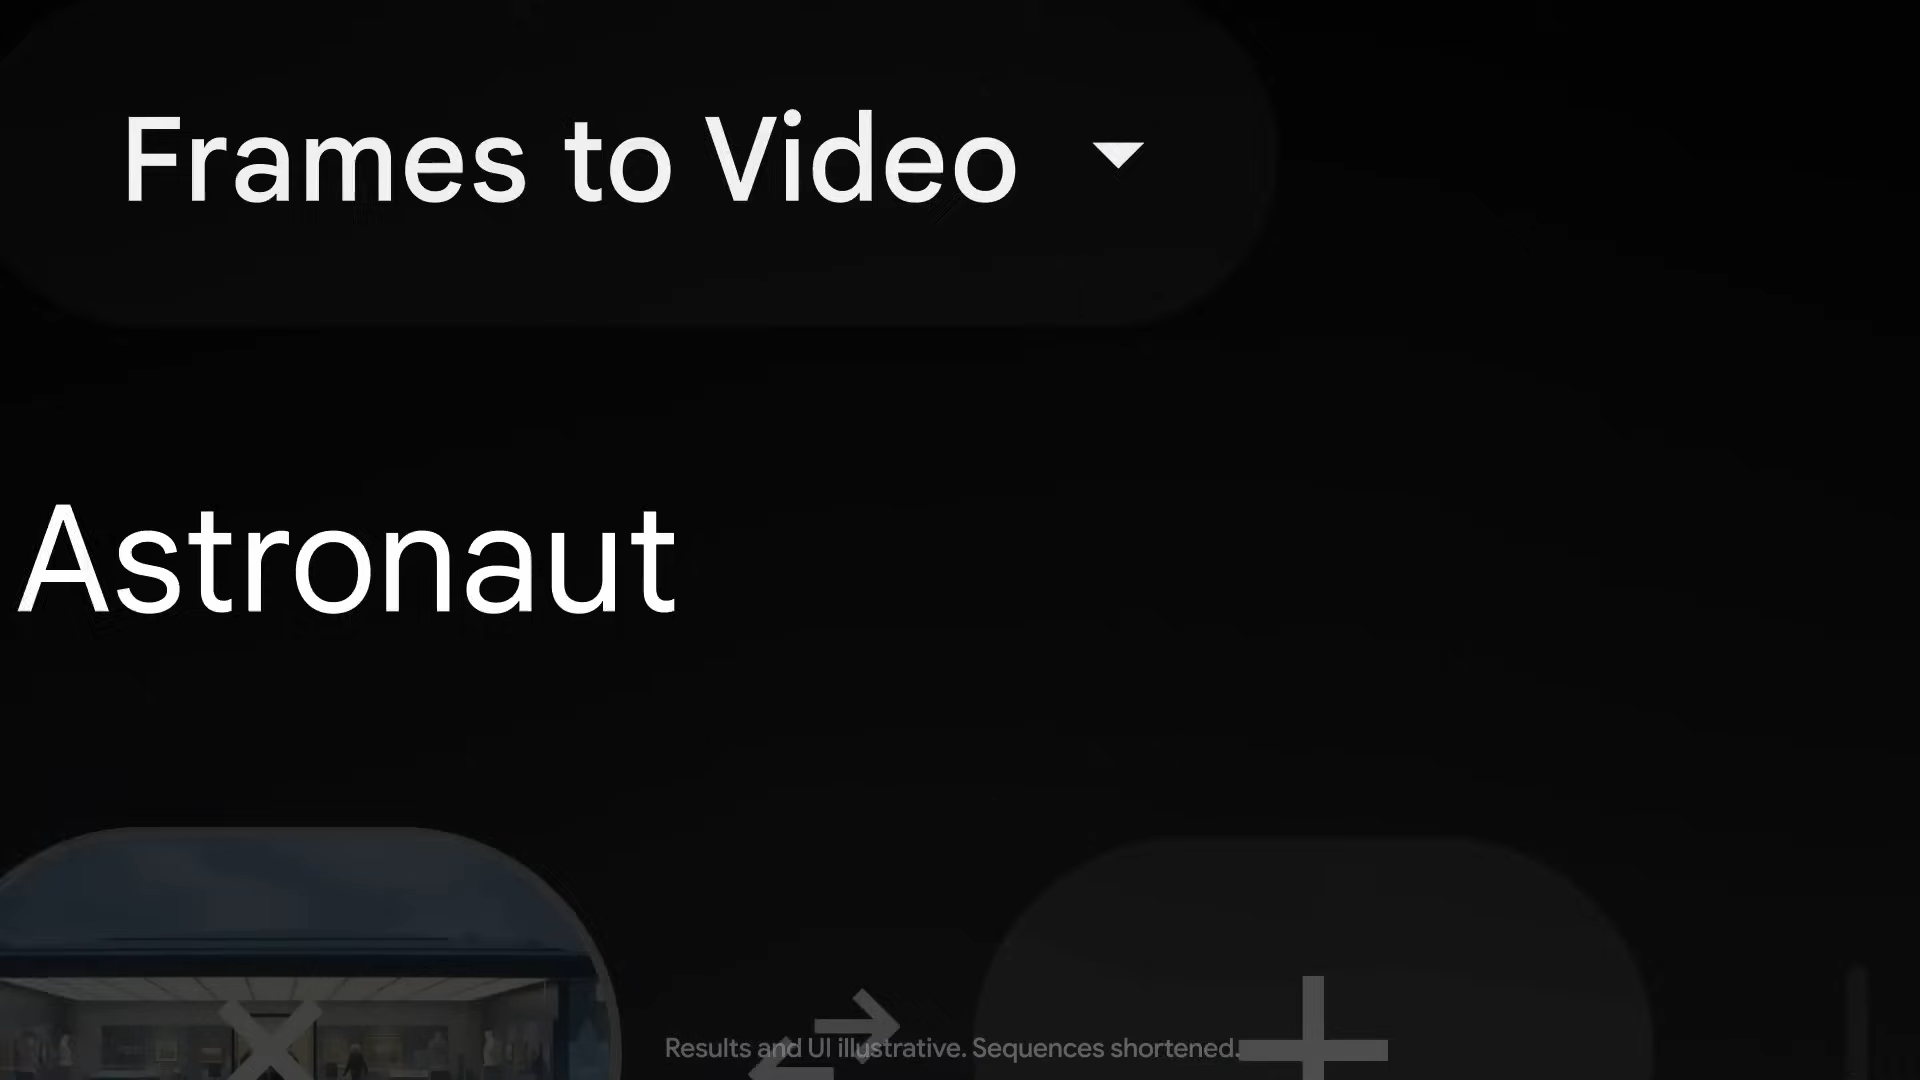 Frames to Video
Astronaut
Results and UI illustrative. Sequences shortened.